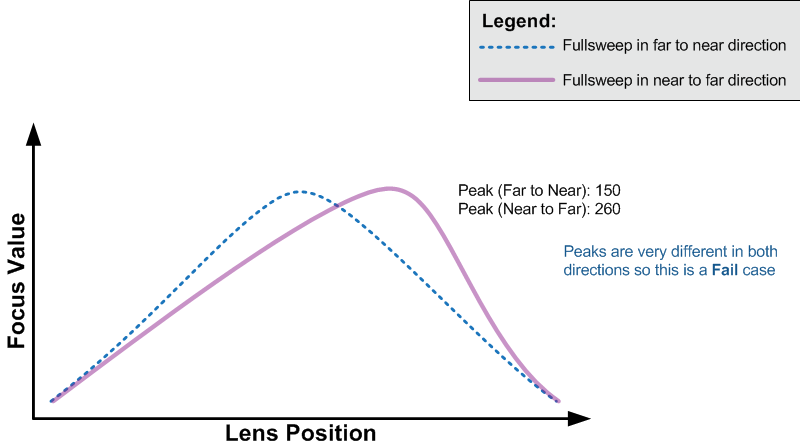 Legend:
Fullsweep in far to near direction
Fullsweep in near to far direction
Peak (Far to Near): 150
Peak (Near to Far): 260
Peaks are very different in both
directions so this is a Fail case
Focus Value
Lens Position